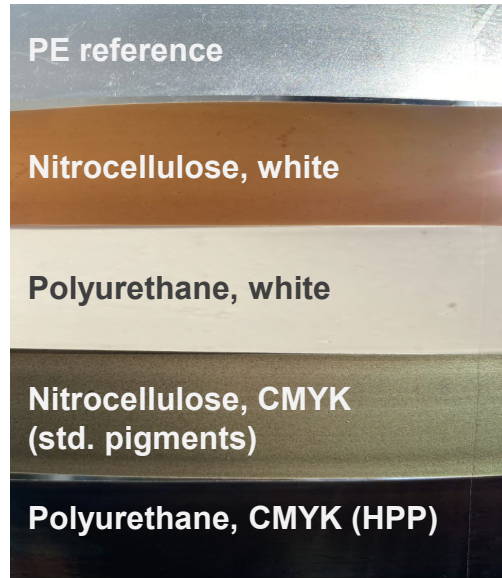 PE reference
Nitrocellulose, white
Polyurethane, white
Nitrocellulose, CMYK
(std. pigments)
Polyurethane, CMYK (HPP)